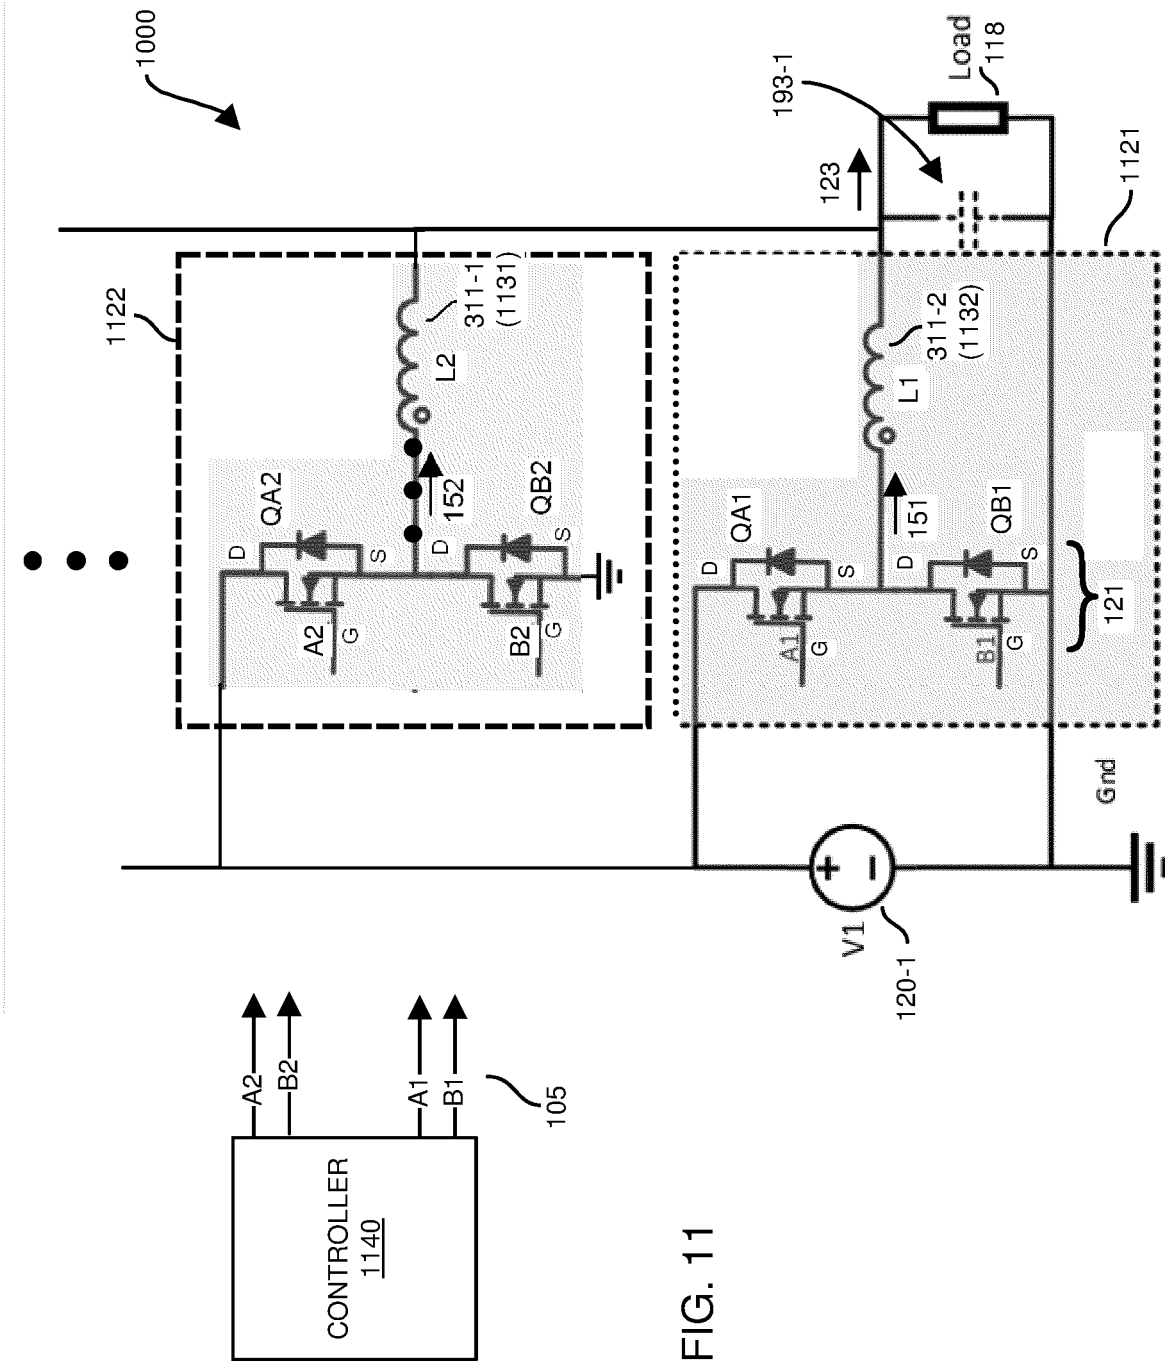 1000
1122
QA2
D
S
A2
G
152
D
QB2
S
B2
G
L2
311-1
(1131)
123
193-1
Load
118
1121
QA1
D
S
A1
G
151
D
QB1
S
B1
G
121
L1
311-2
(1132)
V1
+
−
120-1
Gnd
A2
B2
A1
B1
105
CONTROLLER
1140
FIG. 11